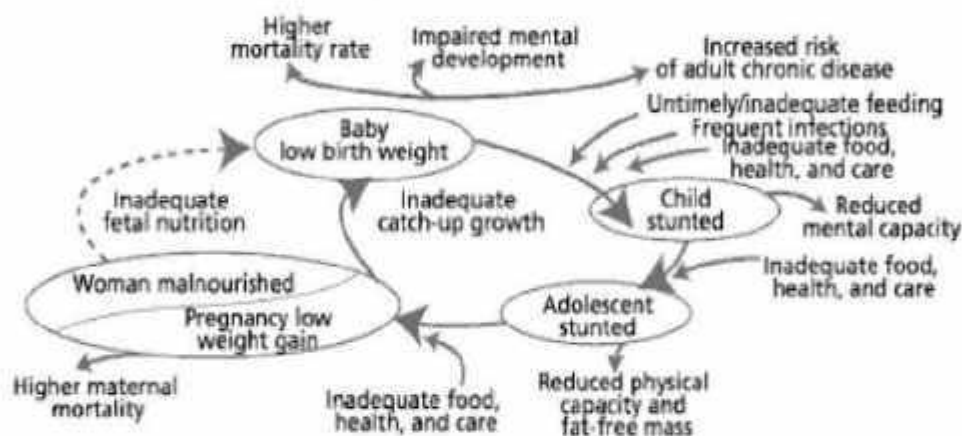 Higher
mortality rate
Impaired mental
development
Increased risk
of adult chronic disease
Untimely/inadequate feeding
Frequent infections
Inadequate food,
health, and care
Baby
low birth weight
Inadequate
fetal nutrition
Inadequate
catch-up growth
Child
stunted
Reduced
mental capacity
Woman malnourished
Pregnancy low
weight gain
Adolescent
stunted
Inadequate food,
health, and care
Higher maternal
mortality
Inadequate food,
health, and care
Reduced physical
capacity and
fat-free mass